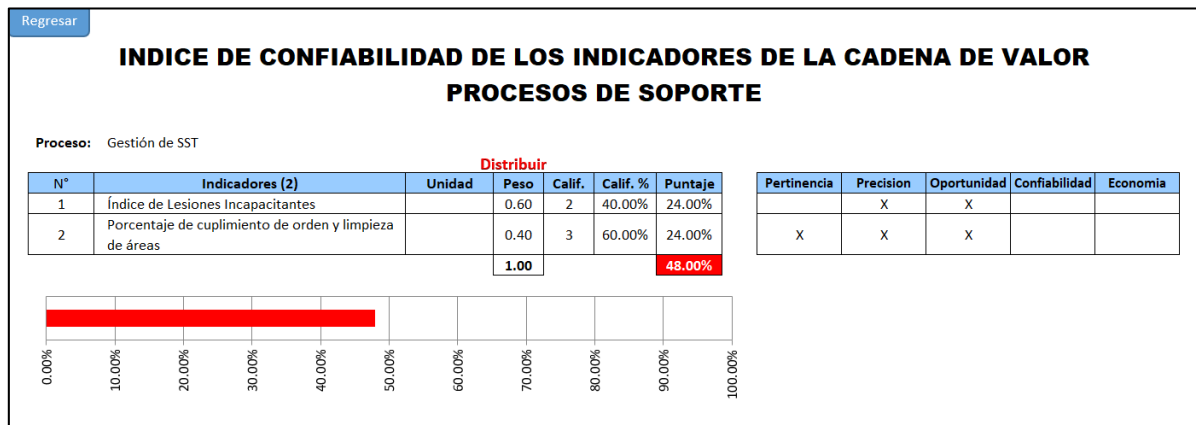 Regresar
INDICE DE CONFIABILIDAD DE LOS INDICADORES DE LA CADENA DE VALOR
PROCESOS DE SOPORTE
Proceso: Gestión de SST
Distribuir
N° Indicadores (2) Unidad Peso Calif. Calif. % Puntaje Pertinencia Precision Oportunidad Confiabilidad Economia
1 Índice de Lesiones Incapacitantes 0.60 2 40.00% 24.00% X X
2 Porcentaje de cuplimiento de orden y limpieza
de áreas 0.40 3 60.00% 24.00% X X X
1.00 48.00%
0.00% 10.00% 20.00% 30.00% 40.00% 50.00% 60.00% 70.00% 80.00% 90.00% 100.00%